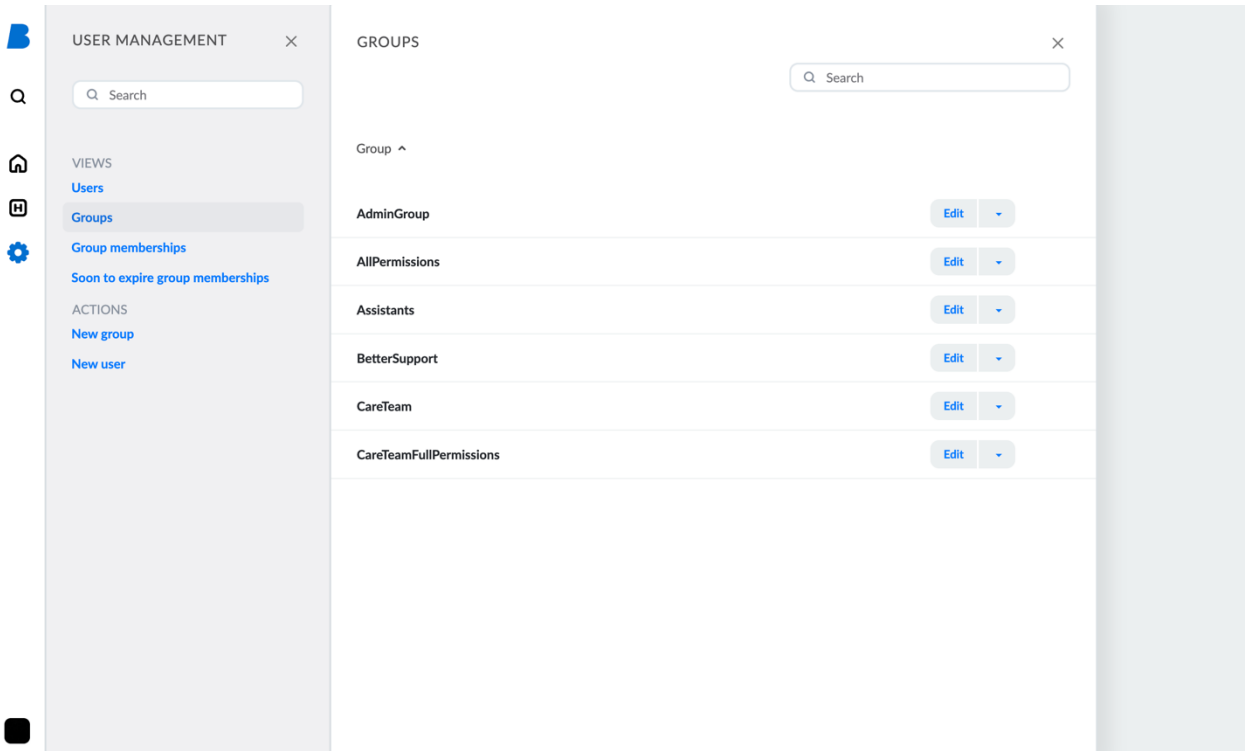 USER MANAGEMENT
Search
VIEWS
Users
Groups
Group memberships
Soon to expire group memberships
ACTIONS
New group
New user
GROUPS
Search
Group
AdminGroup Edit
AllPermissions Edit
Assistants Edit
BetterSupport Edit
CareTeam Edit
CareTeamFullPermissions Edit
B
H